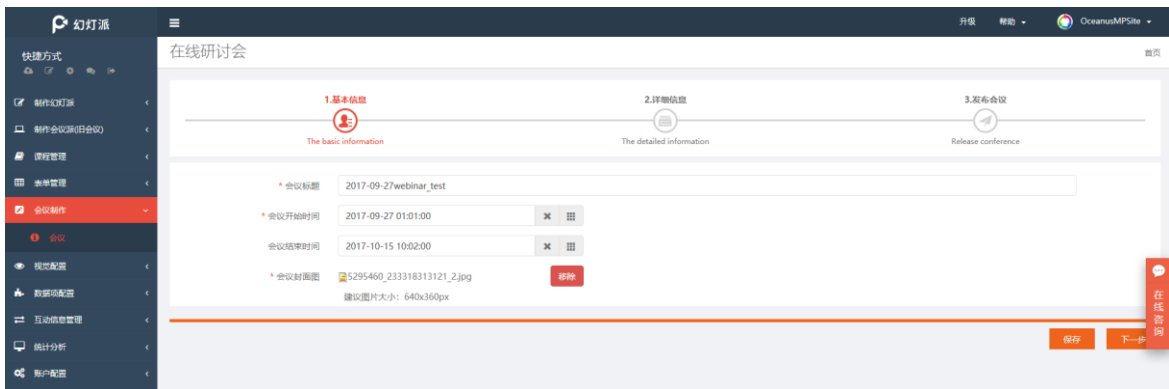 幻灯派
升级 帮助 OceanusMPSite
快捷方式
在线研讨会
首页
制作幻灯派
制作会议派(旧会议)
课程管理
表单管理
会议制作
会议
视觉配置
数据项配置
互动信息管理
统计分析
账户配置
1.基本信息 2.详细信息 3.发布会议
The basic information The detailed information Release conference
* 会议标题 2017-09-27webinar_test
* 会议开始时间 2017-09-27 01:01:00
会议结束时间 2017-10-15 10:02:00
* 会议封面图 5295460_233318313121_2.jpg 移除
建议图片大小：640x360px
在线咨询
保存 下一步